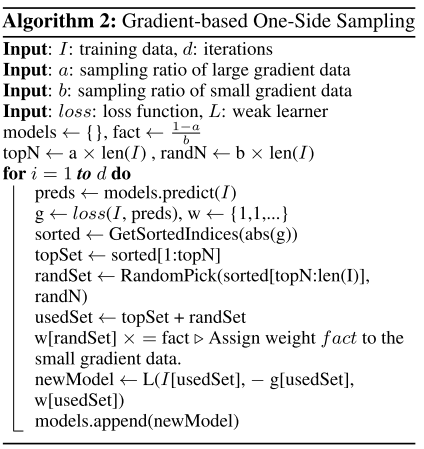 Algorithm 2: Gradient-based One-Side Sampling
Input: I: training data, d: iterations
Input: a: sampling ratio of large gradient data
Input: b: sampling ratio of small gradient data
Input: loss: loss function, L: weak learner
models ← {}, fact ← (1−a)/b
topN ← a × len(I) , randN ← b × len(I)
for i = 1 to d do
preds ← models.predict(I)
g ← loss(I, preds), w ← {1,1,...}
sorted ← GetSortedIndices(abs(g))
topSet ← sorted[1:topN]
randSet ← RandomPick(sorted[topN:len(I)],
randN)
usedSet ← topSet + randSet
w[randSet] × = fact ▷ Assign weight fact to the
small gradient data.
newModel ← L(I[usedSet], − g[usedSet],
w[usedSet])
models.append(newModel)